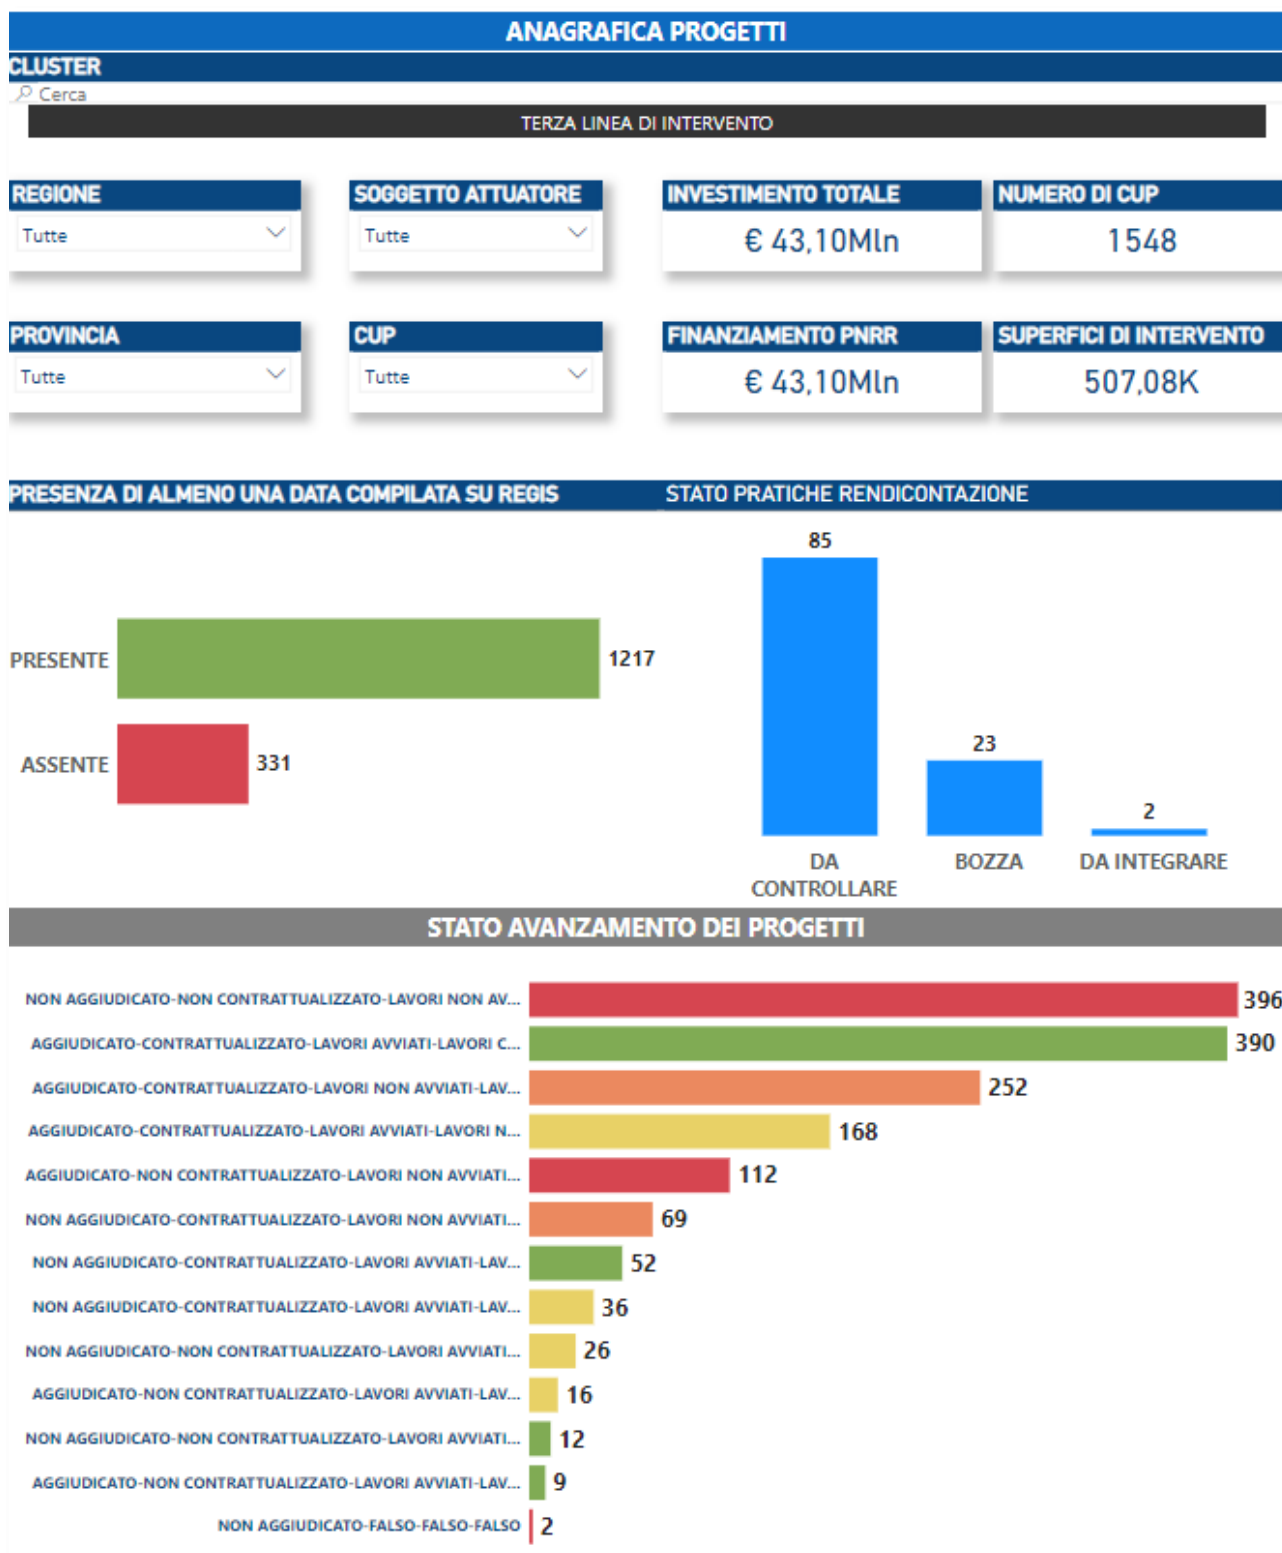 ANAGRAFICA PROGETTI
CLUSTER
Cerca
TERZA LINEA DI INTERVENTO
REGIONE
Tutte
SOGGETTO ATTUATORE
Tutte
INVESTIMENTO TOTALE
€ 43,10Mln
NUMERO DI CUP
1548
PROVINCIA
Tutte
CUP
Tutte
FINANZIAMENTO PNRR
€ 43,10Mln
SUPERFICI DI INTERVENTO
507,08K
PRESENZA DI ALMENO UNA DATA COMPILATA SU REGIS
PRESENTE 1217
ASSENTE 331
STATO PRATICHE RENDICONTAZIONE
85
23
2
DA
CONTROLLARE
BOZZA
DA INTEGRARE
STATO AVANZAMENTO DEI PROGETTI
NON AGGIUDICATO-NON CONTRATTUALIZZATO-LAVORI NON AV... 396
AGGIUDICATO-CONTRATTUALIZZATO-LAVORI AVVIATI-LAVORI C... 390
AGGIUDICATO-CONTRATTUALIZZATO-LAVORI NON AVVIATI-LAV... 252
AGGIUDICATO-CONTRATTUALIZZATO-LAVORI AVVIATI-LAVORI N... 168
AGGIUDICATO-NON CONTRATTUALIZZATO-LAVORI NON AVVIATI... 112
NON AGGIUDICATO-CONTRATTUALIZZATO-LAVORI NON AVVIATI... 69
NON AGGIUDICATO-CONTRATTUALIZZATO-LAVORI AVVIATI-LAV... 52
NON AGGIUDICATO-CONTRATTUALIZZATO-LAVORI AVVIATI-LAV... 36
NON AGGIUDICATO-NON CONTRATTUALIZZATO-LAVORI AVVIATI... 26
AGGIUDICATO-NON CONTRATTUALIZZATO-LAVORI AVVIATI-LAV... 16
NON AGGIUDICATO-NON CONTRATTUALIZZATO-LAVORI AVVIATI... 12
AGGIUDICATO-NON CONTRATTUALIZZATO-LAVORI AVVIATI-LAV... 9
NON AGGIUDICATO-FALSO-FALSO-FALSO 2